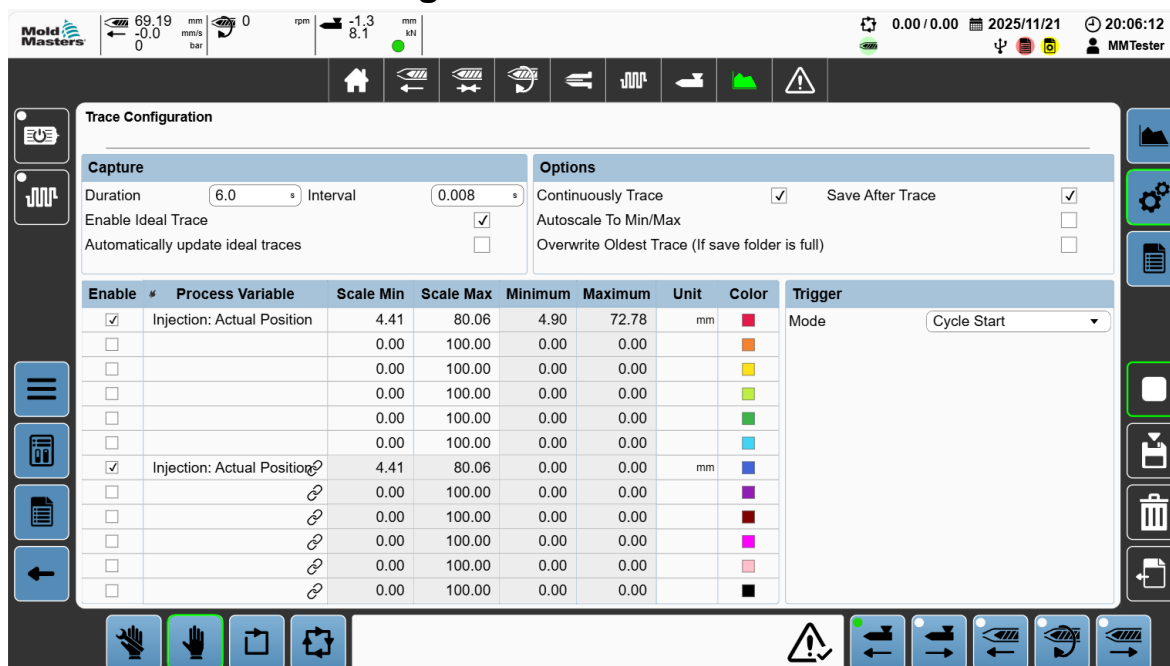 69.19 mm 0 rpm -1.3 mm 0.00 / 0.00 2025/11/21 20:06:12
Mold
Masters -0.0 mm/s 8.1 kN
0 bar MMTester
Trace Configuration
Capture Options
Duration 6.0 s Interval 0.008 s Continuously Trace Save After Trace
Enable Ideal Trace Autoscale To Min/Max
Automatically update ideal traces Overwrite Oldest Trace (If save folder is full)
Enable # Process Variable Scale Min Scale Max Minimum Maximum Unit Color Trigger
Injection: Actual Position 4.41 80.06 4.90 72.78 mm Mode Cycle Start
0.00 100.00 0.00 0.00
0.00 100.00 0.00 0.00
0.00 100.00 0.00 0.00
0.00 100.00 0.00 0.00
0.00 100.00 0.00 0.00
Injection: Actual Position 4.41 80.06 0.00 0.00 mm
0.00 100.00 0.00 0.00
0.00 100.00 0.00 0.00
0.00 100.00 0.00 0.00
0.00 100.00 0.00 0.00
0.00 100.00 0.00 0.00